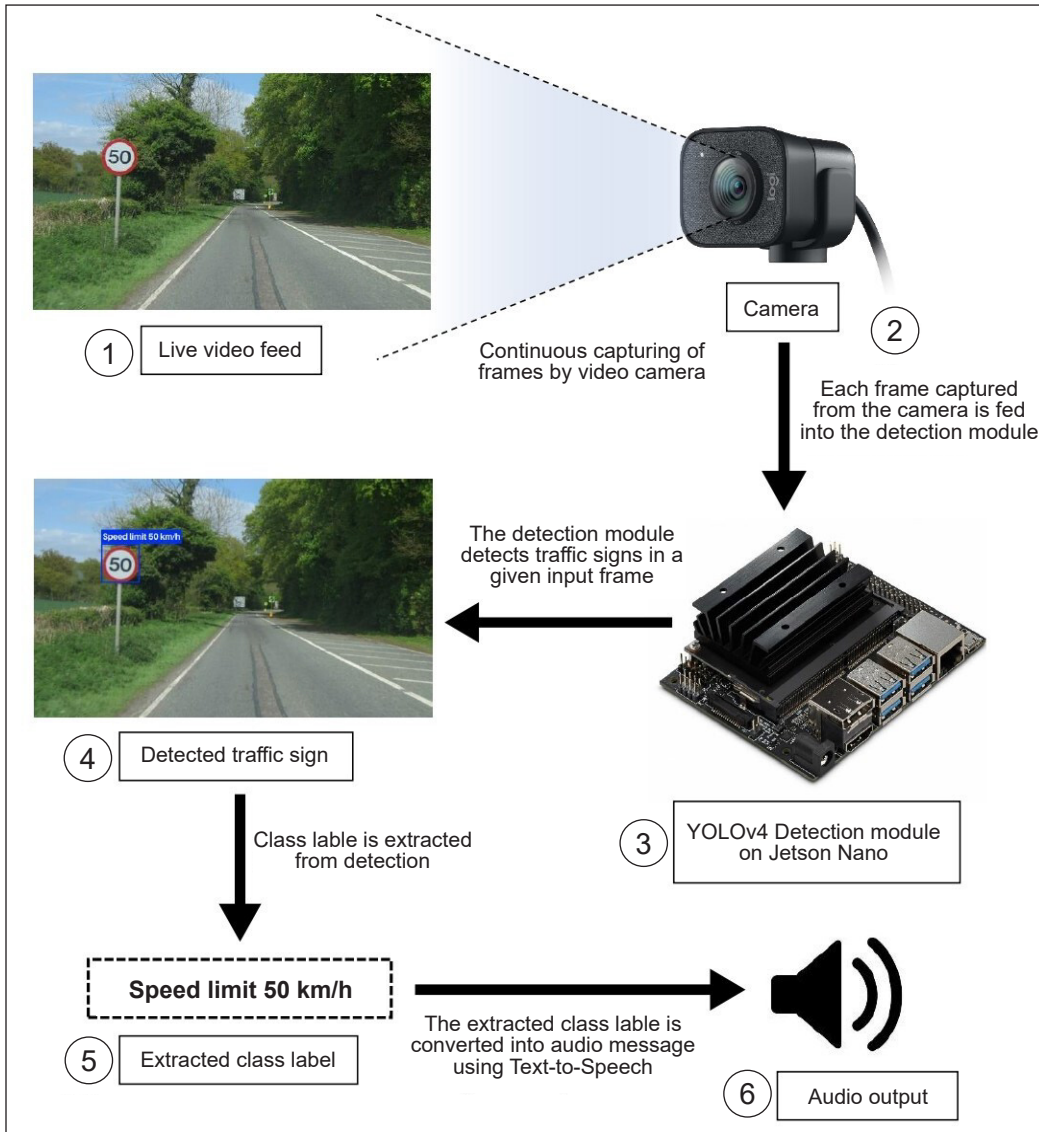 50
1
Live video feed
logi
Camera
2
Continuous capturing of
frames by video camera
Each frame captured
from the camera is fed
into the detection module
Speed limit 50 km/h
50
The detection module
detects traffic signs in a
given input frame
4
Detected traffic sign
3
YOLOv4 Detection module
on Jetson Nano
Class lable is extracted
from detection
Speed limit 50 km/h
5
Extracted class label
The extracted class lable is
converted into audio message
using Text-to-Speech
6
Audio output